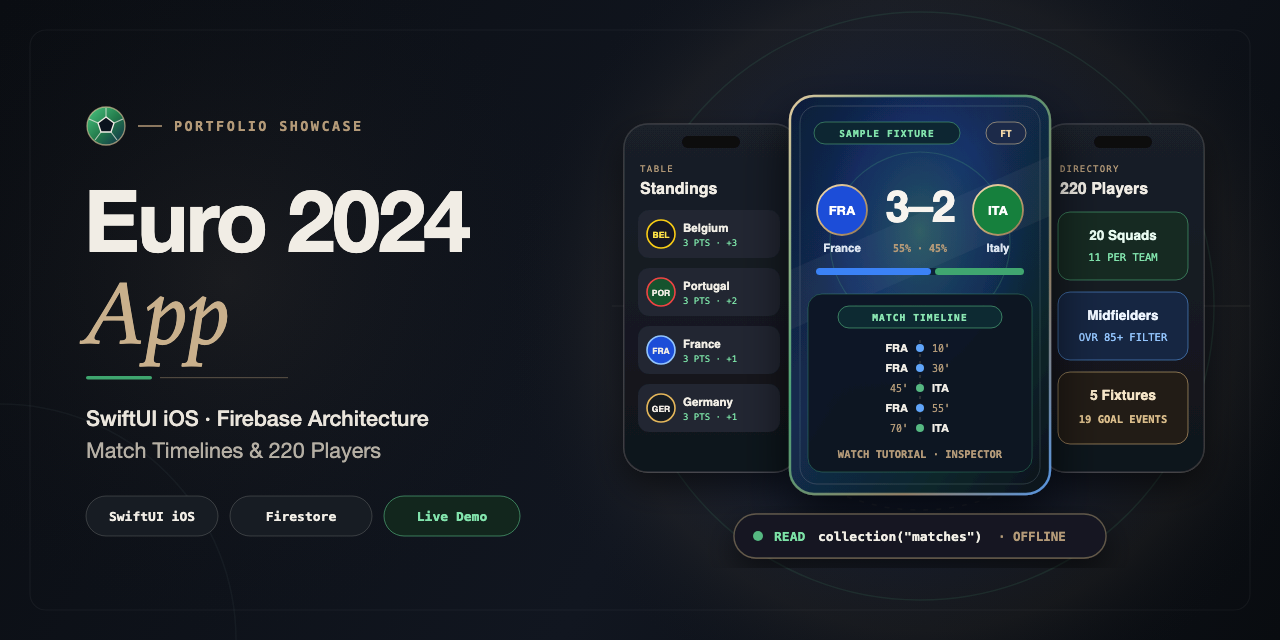 PORTFOLIO SHOWCASE
Euro 2024
App
SwiftUI iOS · Firebase Architecture
Match Timelines & 220 Players
SwiftUI iOS
Firestore
Live Demo
TABLE
Standings
BEL
Belgium
3 PTS · +3
POR
Portugal
3 PTS · +2
FRA
France
3 PTS · +1
GER
Germany
3 PTS · +1
SAMPLE FIXTURE
FT
FRA
3–2
ITA
France
55% · 45%
Italy
MATCH TIMELINE
FRA 10'
FRA 30'
45' ITA
FRA 55'
70' ITA
WATCH TUTORIAL · INSPECTOR
DIRECTORY
220 Players
20 Squads
11 PER TEAM
Midfielders
OVR 85+ FILTER
5 Fixtures
19 GOAL EVENTS
READ collection("matches") · OFFLINE